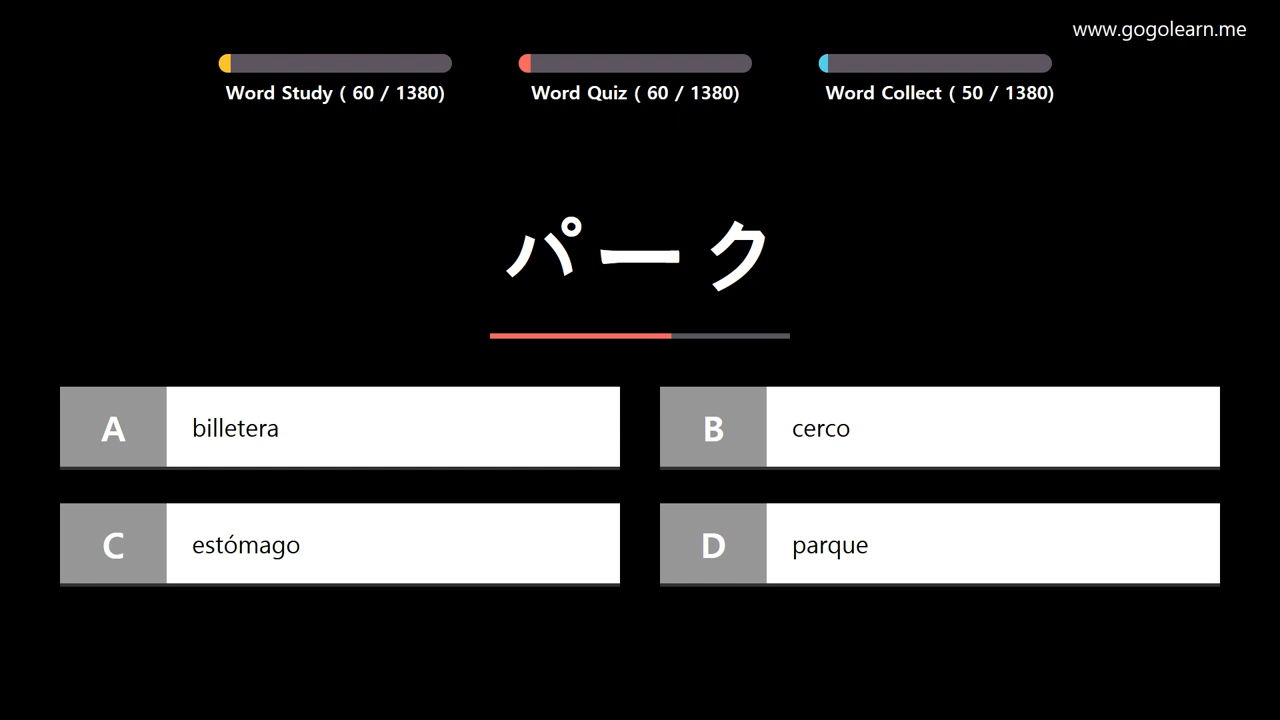 www.gogolearn.me
Word Study ( 60 / 1380)
Word Quiz ( 60 / 1380)
Word Collect ( 50 / 1380)
パーク
A billetera
B cerco
C estómago
D parque